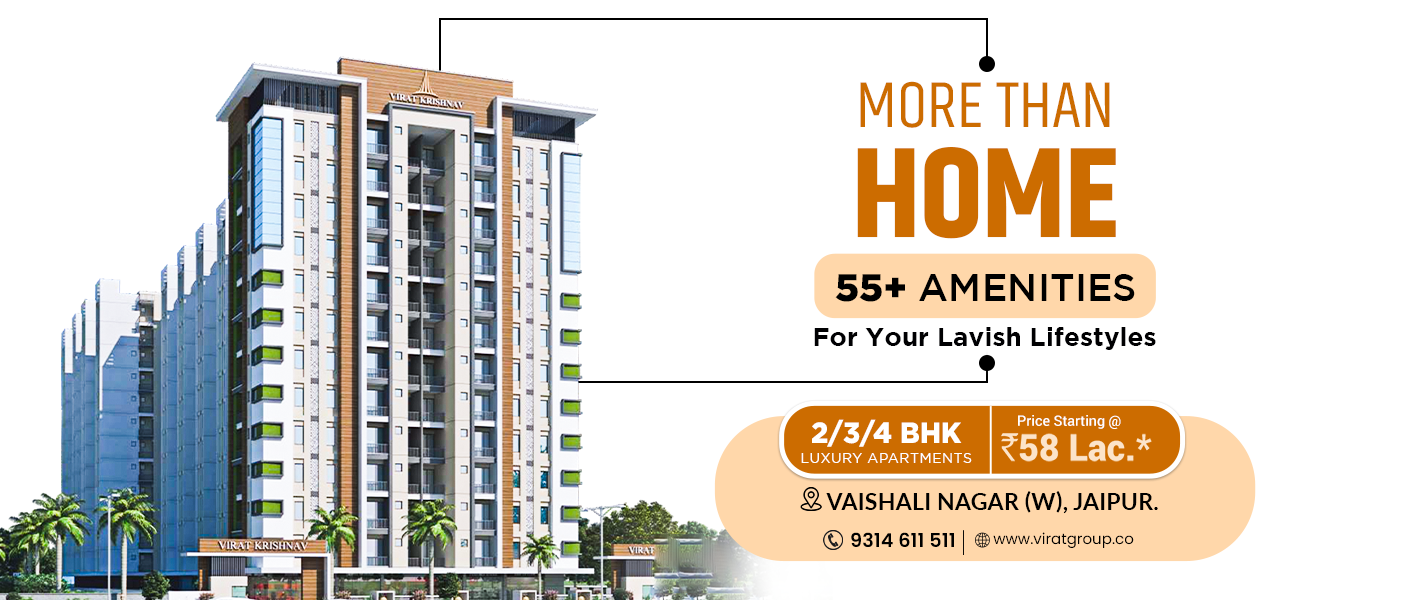 VIRAT KRISHNAV
MORE THAN
HOME
55+ AMENITIES
For Your Lavish Lifestyles
2/3/4 BHK
LUXURY APARTMENTS
Price Starting @
₹58 Lac.*
VAISHALI NAGAR (W), JAIPUR.
9314 611 511
www.viratgroup.co
VIRAT KRISHNAV
VIRAT